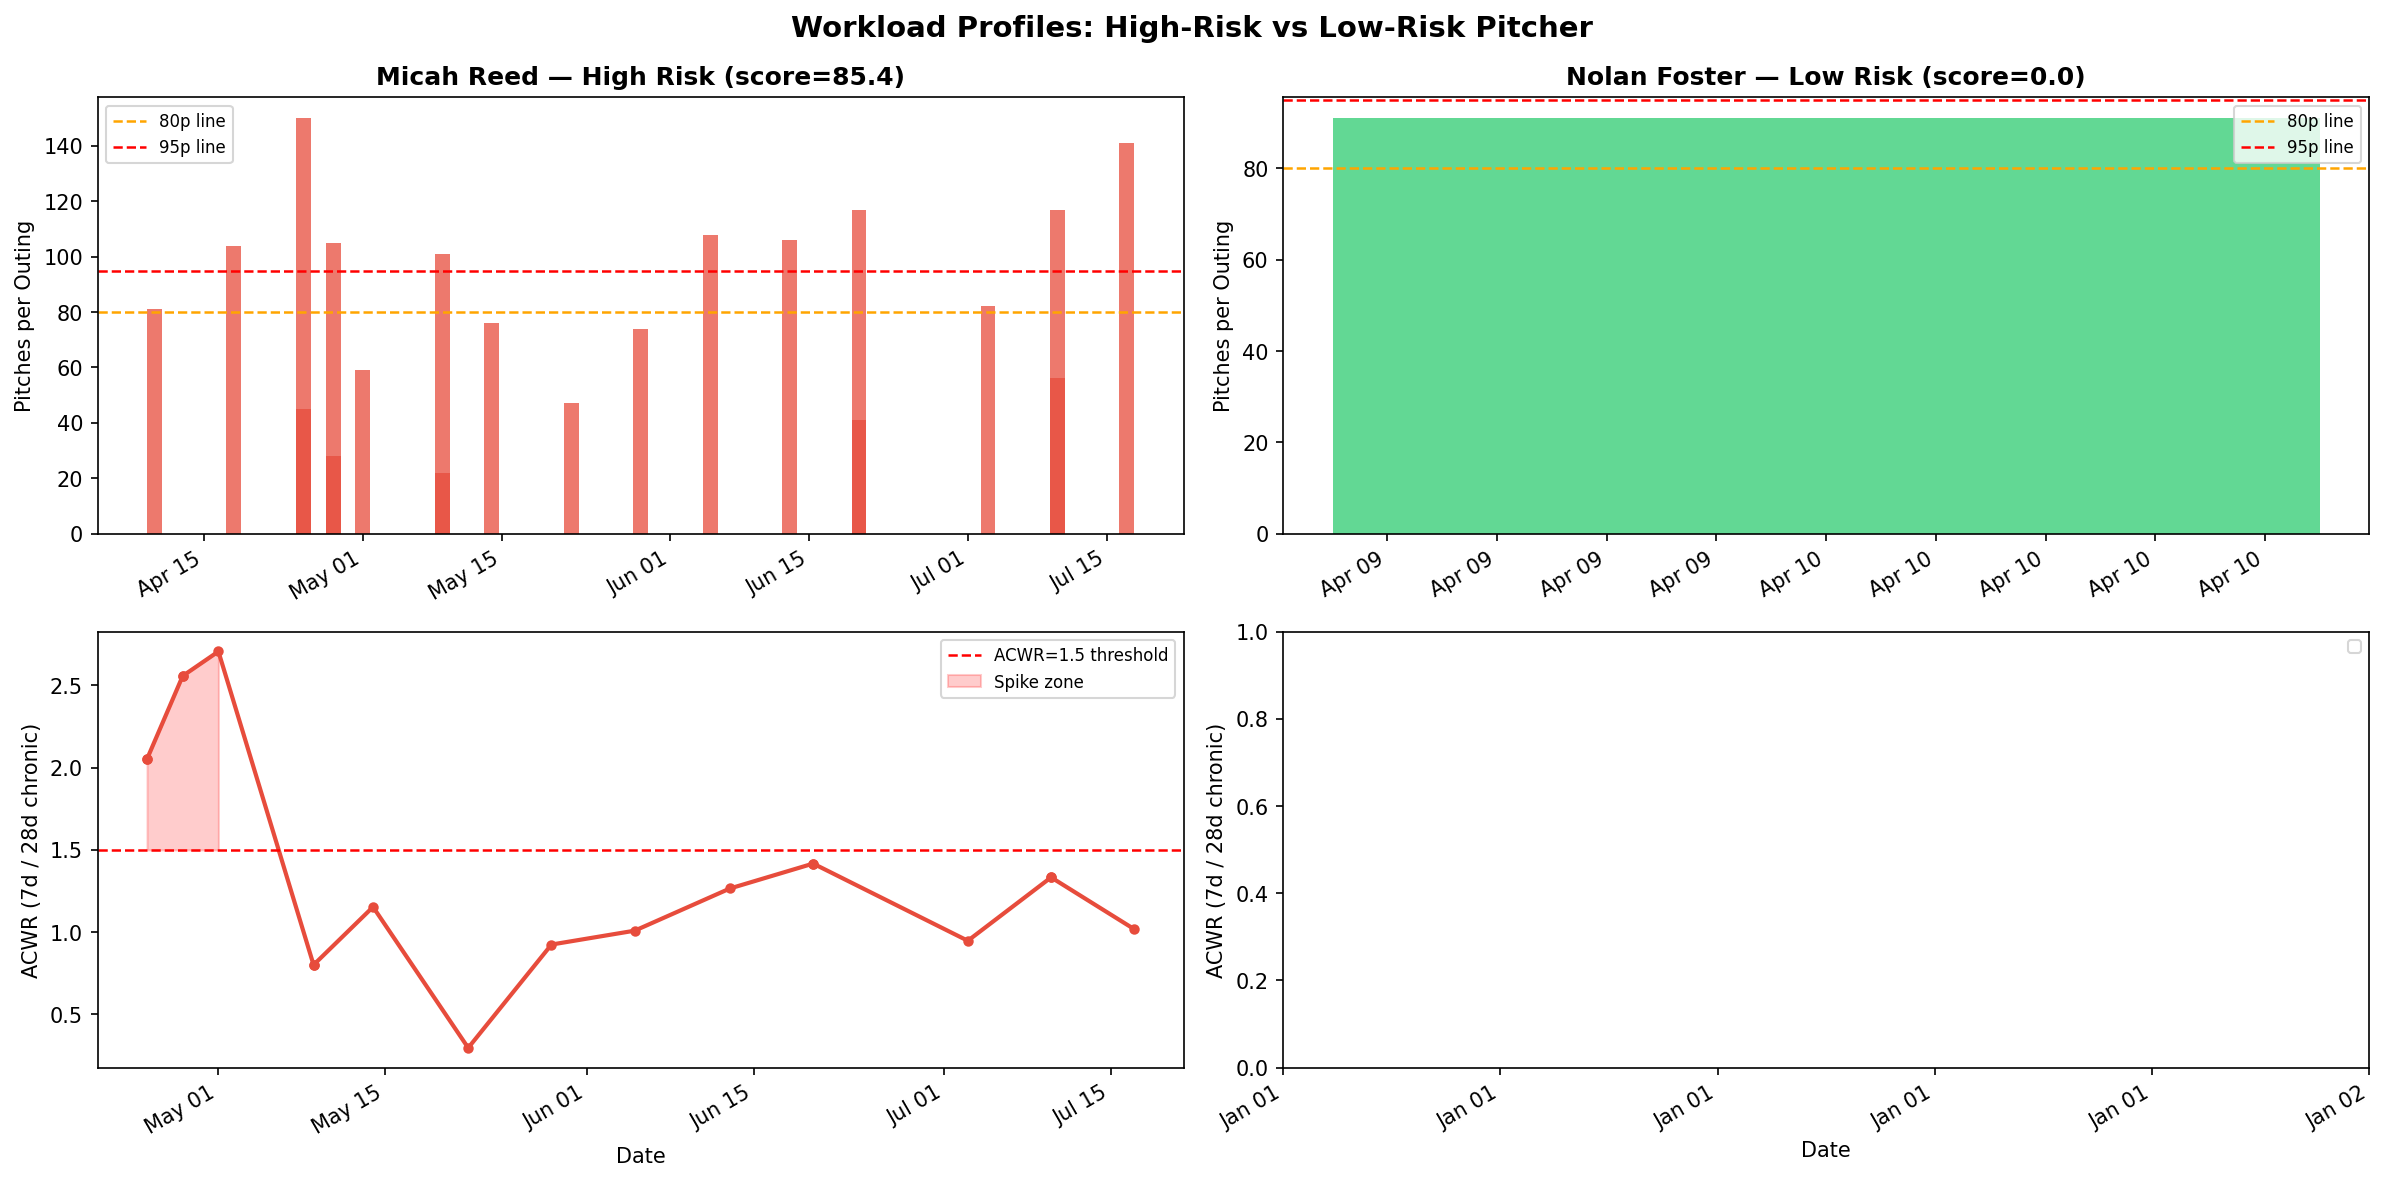 Workload Profiles: High-Risk vs Low-Risk Pitcher
Micah Reed — High Risk (score=85.4)
80p line
95p line
Pitches per Outing
140
120
100
80
60
40
20
0
Apr 15
May 01
May 15
Jun 01
Jun 15
Jul 01
Jul 15
Nolan Foster — Low Risk (score=0.0)
80p line
95p line
Pitches per Outing
80
60
40
20
0
Apr 09
Apr 09
Apr 09
Apr 09
Apr 10
Apr 10
Apr 10
Apr 10
Apr 10
ACWR=1.5 threshold
Spike zone
ACWR (7d / 28d chronic)
2.5
2.0
1.5
1.0
0.5
May 01
May 15
Jun 01
Jun 15
Jul 01
Jul 15
Date
ACWR (7d / 28d chronic)
1.0
0.8
0.6
0.4
0.2
0.0
Jan 01
Jan 01
Jan 01
Jan 01
Jan 01
Jan 02
Date